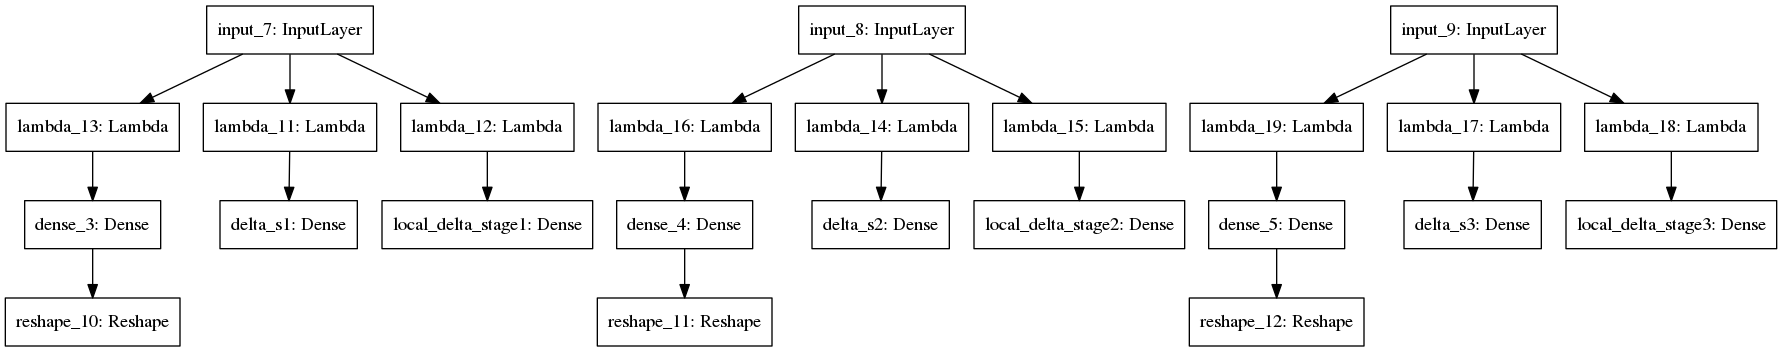 input_7: InputLayer
input_8: InputLayer
input_9: InputLayer
lambda_13: Lambda
lambda_11: Lambda
lambda_12: Lambda
lambda_16: Lambda
lambda_14: Lambda
lambda_15: Lambda
lambda_19: Lambda
lambda_17: Lambda
lambda_18: Lambda
dense_3: Dense
delta_s1: Dense
local_delta_stage1: Dense
dense_4: Dense
delta_s2: Dense
local_delta_stage2: Dense
dense_5: Dense
delta_s3: Dense
local_delta_stage3: Dense
reshape_10: Reshape
reshape_11: Reshape
reshape_12: Reshape